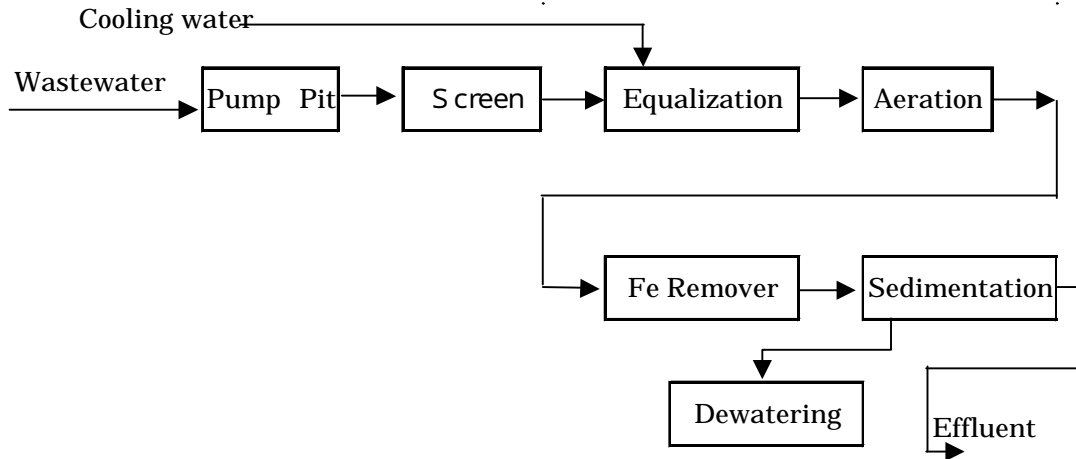 Cooling water
Wastewater
Pump Pit
Screen
Equalization
Aeration
Fe Remover
Sedimentation
Dewatering
Effluent